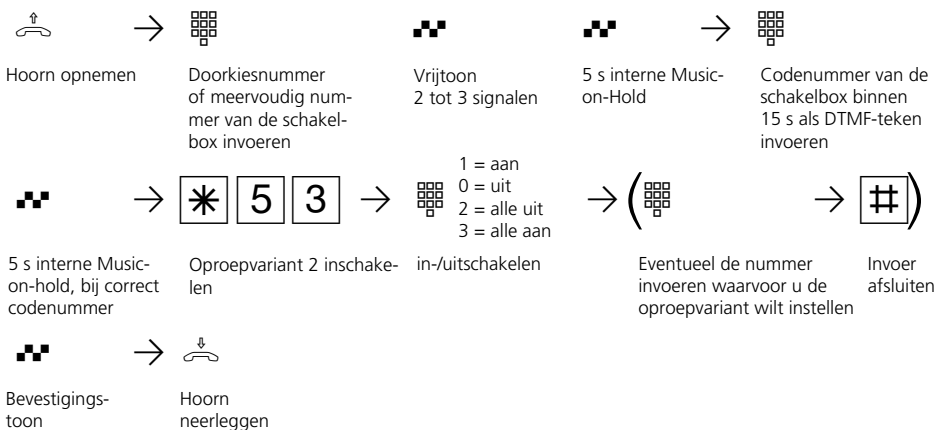 Hoorn opnemen
Doorkiesnummer
of meervoudig num-
mer van de schakel-
box invoeren
Vrijtoon
2 tot 3 signalen
5 s interne Music-
on-Hold
Codenummer van de
schakelbox binnen
15 s als DTMF-teken
invoeren
* 5 3
1 = aan
0 = uit
2 = alle uit
3 = alle aan
( # )
5 s interne Music-
on-hold, bij correct
codenummer
Oproepvariant 2 inschake-
len
in-/uitschakelen
Eventueel de nummer
invoeren waarvoor u de
oproepvariant wilt instellen
Invoer
afsluiten
Bevestigings-
toon
Hoorn
neerleggen